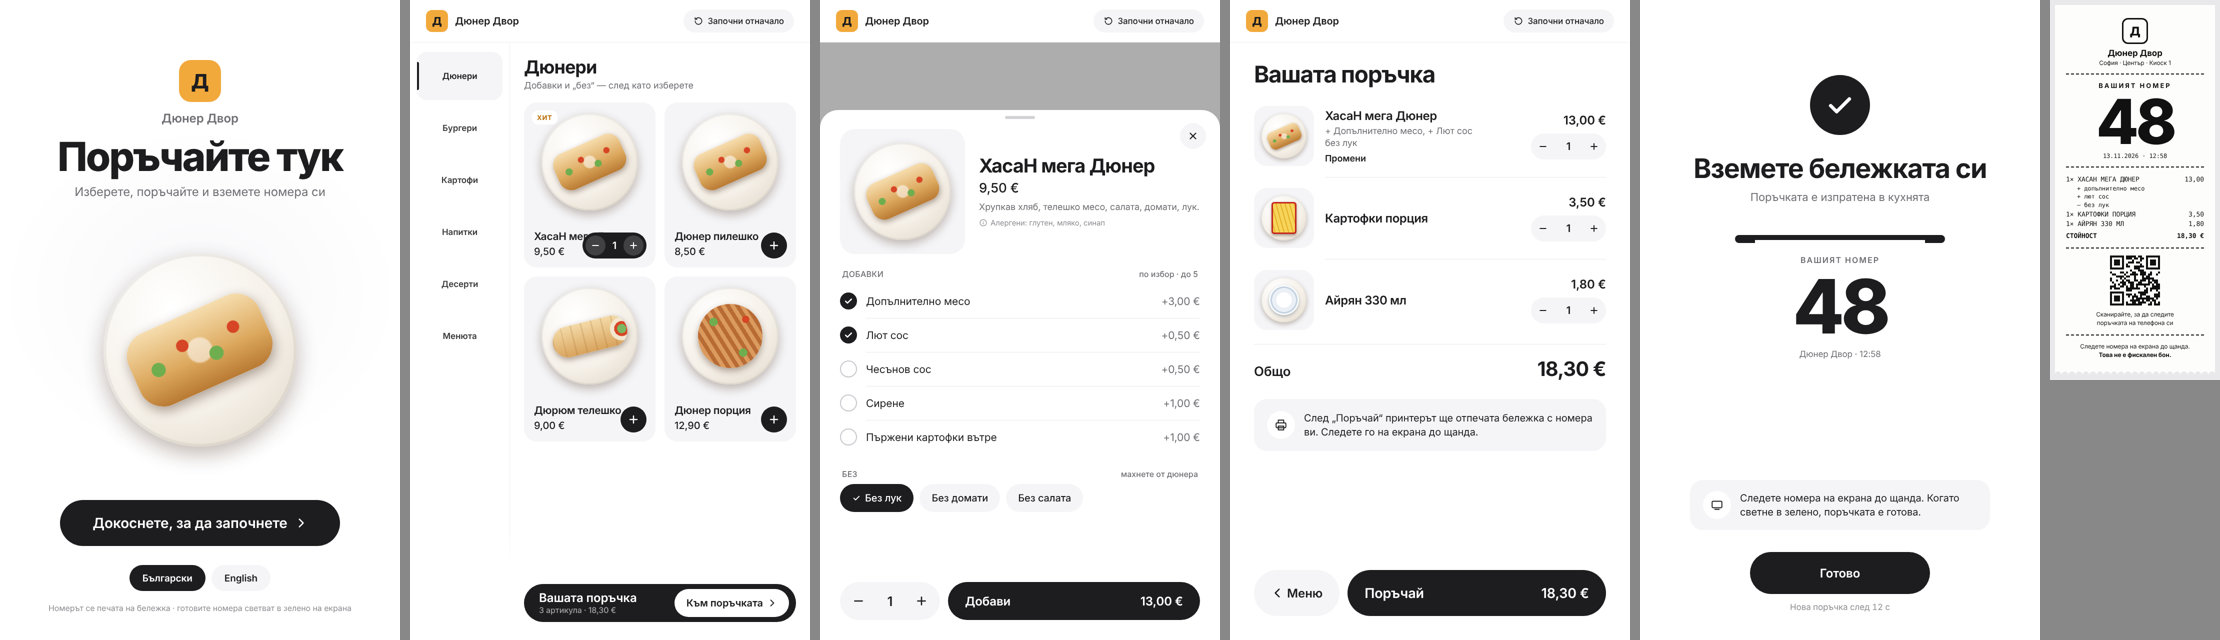 Д
Дюнер Двор
Поръчайте тук
Изберете, поръчайте и вземете номера си
Докоснете, за да започнете
Български
English
Номерът се печата на бележка · готовите номера светват в зелено на екрана
Д
Дюнер Двор
Започни отначало
Дюнери
Бургери
Картофи
Напитки
Десерти
Менюта
Дюнери
Добавки и „без“ — след като изберете
ХИТ
ХасаН мег
9,50 €
1
Дюнер пилешко
8,50 €
Дюрюм телешко
9,00 €
Дюнер порция
12,90 €
Вашата поръчка
3 артикула · 18,30 €
Към поръчката
Д
Дюнер Двор
Започни отначало
ХасаН мега Дюнер
9,50 €
Хрупкав хляб, телешко месо, салата, домати, лук.
Алергени: глутен, мляко, синап
ДОБАВКИ
по избор · до 5
Допълнително месо
+3,00 €
Лют сос
+0,50 €
Чеснъов сос
+0,50 €
Сирене
+1,00 €
Пържени картофки вътре
+1,00 €
БЕЗ
махнете от дюнера
Без лук
Без домати
Без салата
1
Добави
13,00 €
Д
Дюнер Двор
Започни отначало
Вашата поръчка
ХасаН мега Дюнер
13,00 €
+ Допълнително месо, + Лют сос
без лук
Промени
1
Картофки порция
3,50 €
1
Айрян 330 мл
1,80 €
1
Общо
18,30 €
След „Поръчай“ принтерът ще отпечата бележка с номера
ви. Следете го на екрана до щанда.
Меню
Поръчай
18,30 €
Вземете бележката си
Поръчката е изпратена в кухнята
ВАШИЯТ НОМЕР
48
Дюнер Двор · 12:58
Следете номера на екрана до щанда. Когато
светне в зелено, поръчката е готова.
Готово
Нова поръчка след 12 с
Д
Дюнер Двор
София · Център · Киоск 1
ВАШИЯТ НОМЕР
48
13.11.2026 · 12:58
1× ХАСАН МЕГА ДЮНЕР 13,00
+ допълнително месо
+ лют сос
– без лук
1× КАРТОФКИ ПОРЦИЯ 3,50
1× АЙРЯН 330 МЛ 1,80
СТОЙНОСТ 18,30 €
Сканирайте, за да следите
поръчката на телефона си
Следете номера на екрана до щанда.
Това не е фискален бон.